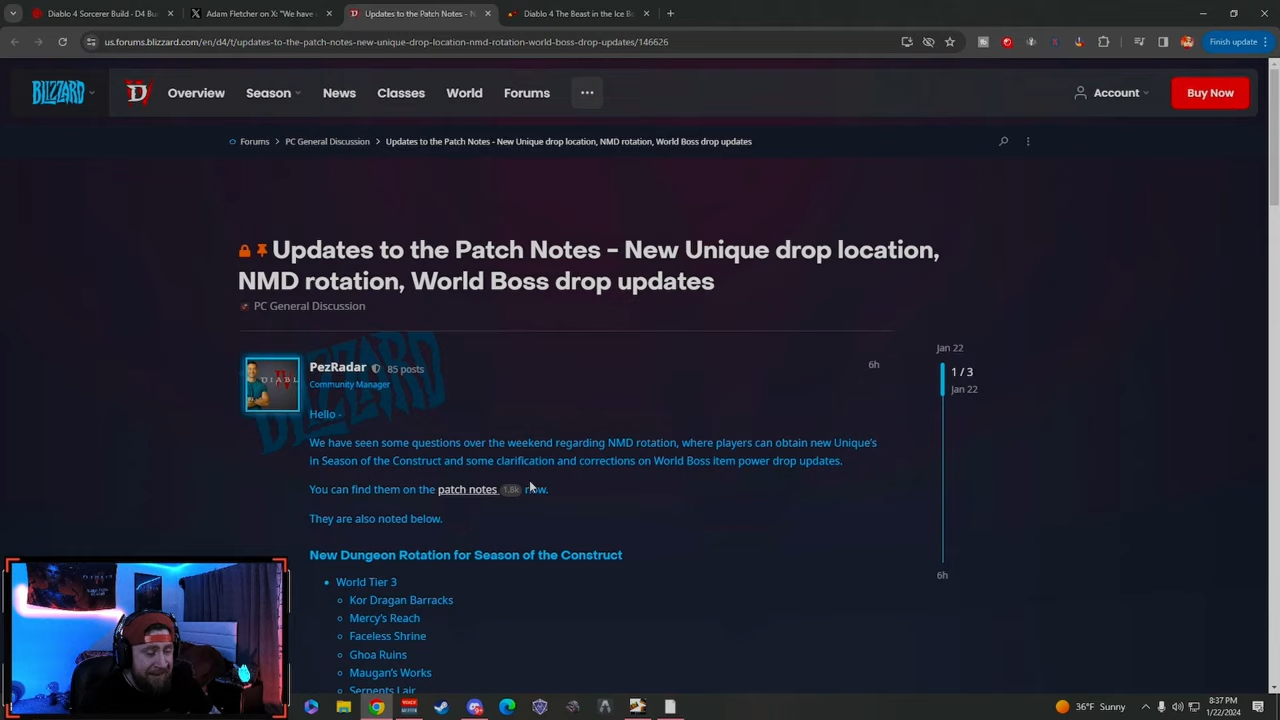 Diablo 4 Sorcerer Build - D4 Bu
Adam Fletcher on X: "We have
Updates to the Patch Notes - N
Diablo 4 The Beast in the Ice Bo
us.forums.blizzard.com/en/d4/t/updates-to-the-patch-notes-new-unique-drop-location-nmd-rotation-world-boss-drop-updates/146626
Finish update
BLIZZARD
Overview
Season
News
Classes
World
Forums
Account
Buy Now
Forums > PC General Discussion > Updates to the Patch Notes - New Unique drop location, NMD rotation, World Boss drop updates
Updates to the Patch Notes - New Unique drop location,
NMD rotation, World Boss drop updates
PC General Discussion
Jan 22
PezRadar 85 posts
6h
1 / 3
Community Manager
Jan 22
BLIZZARD
DIABL
Hello -
We have seen some questions over the weekend regarding NMD rotation, where players can obtain new Unique's
in Season of the Construct and some clarification and corrections on World Boss item power drop updates.
You can find them on the patch notes 1.8k now.
They are also noted below.
New Dungeon Rotation for Season of the Construct
6h
World Tier 3
Kor Dragan Barracks
Mercy's Reach
Faceless Shrine
Ghoa Ruins
Maugan's Works
Serpents Lair
36°F Sunny
8:37 PM
1/22/2024